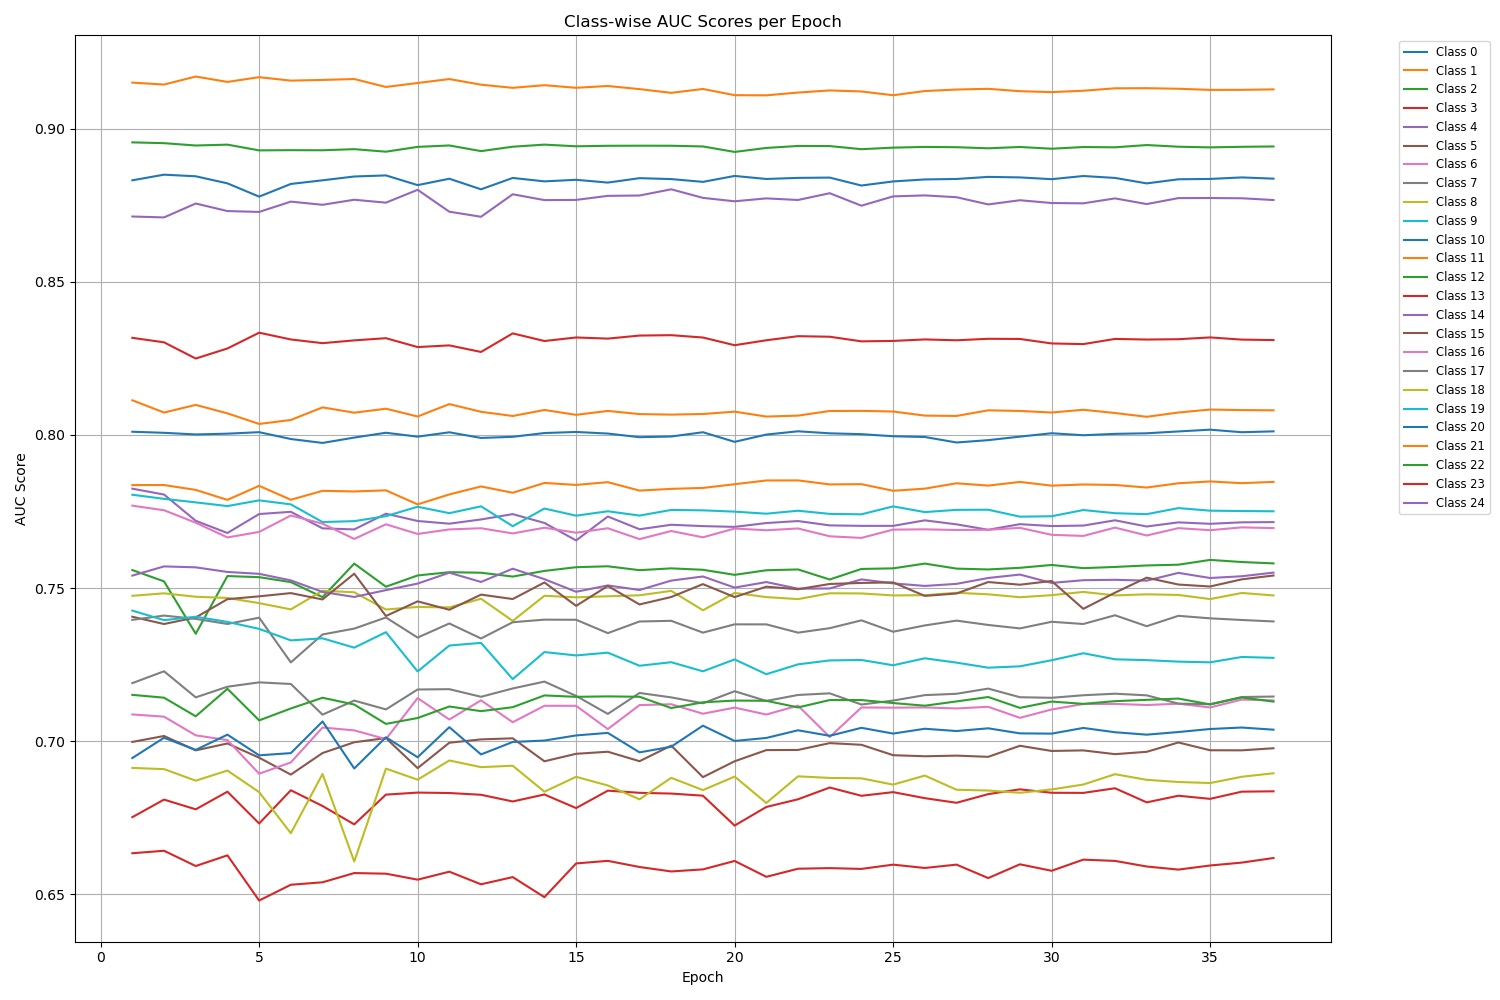 Class-wise AUC Scores per Epoch
AUC Score
0.90
0.85
0.80
0.75
0.70
0.65
0
5
10
15
20
25
30
35
Epoch
Class 0
Class 1
Class 2
Class 3
Class 4
Class 5
Class 6
Class 7
Class 8
Class 9
Class 10
Class 11
Class 12
Class 13
Class 14
Class 15
Class 16
Class 17
Class 18
Class 19
Class 20
Class 21
Class 22
Class 23
Class 24